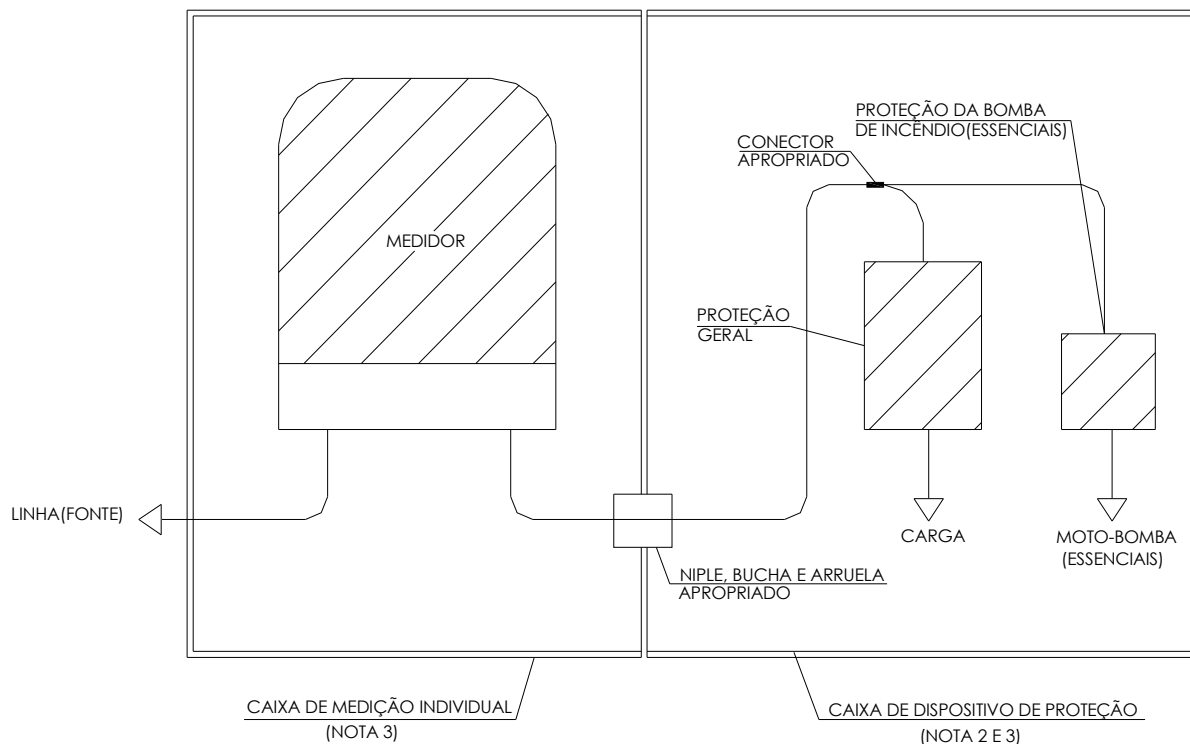 PROTEÇÃO DA BOMBA
DE INCÊNDIO(ESSENCIAIS)
CONECTOR
APROPRIADO
MEDIDOR
PROTEÇÃO
GERAL
LINHA(FONTE)
CARGA
MOTO-BOMBA
(ESSENCIAIS)
NIPLE, BUCHA E ARRUELA
APROPRIADO
CAIXA DE MEDIÇÃO INDIVIDUAL
(NOTA 3)
CAIXA DE DISPOSITIVO DE PROTEÇÃO
(NOTA 2 E 3)